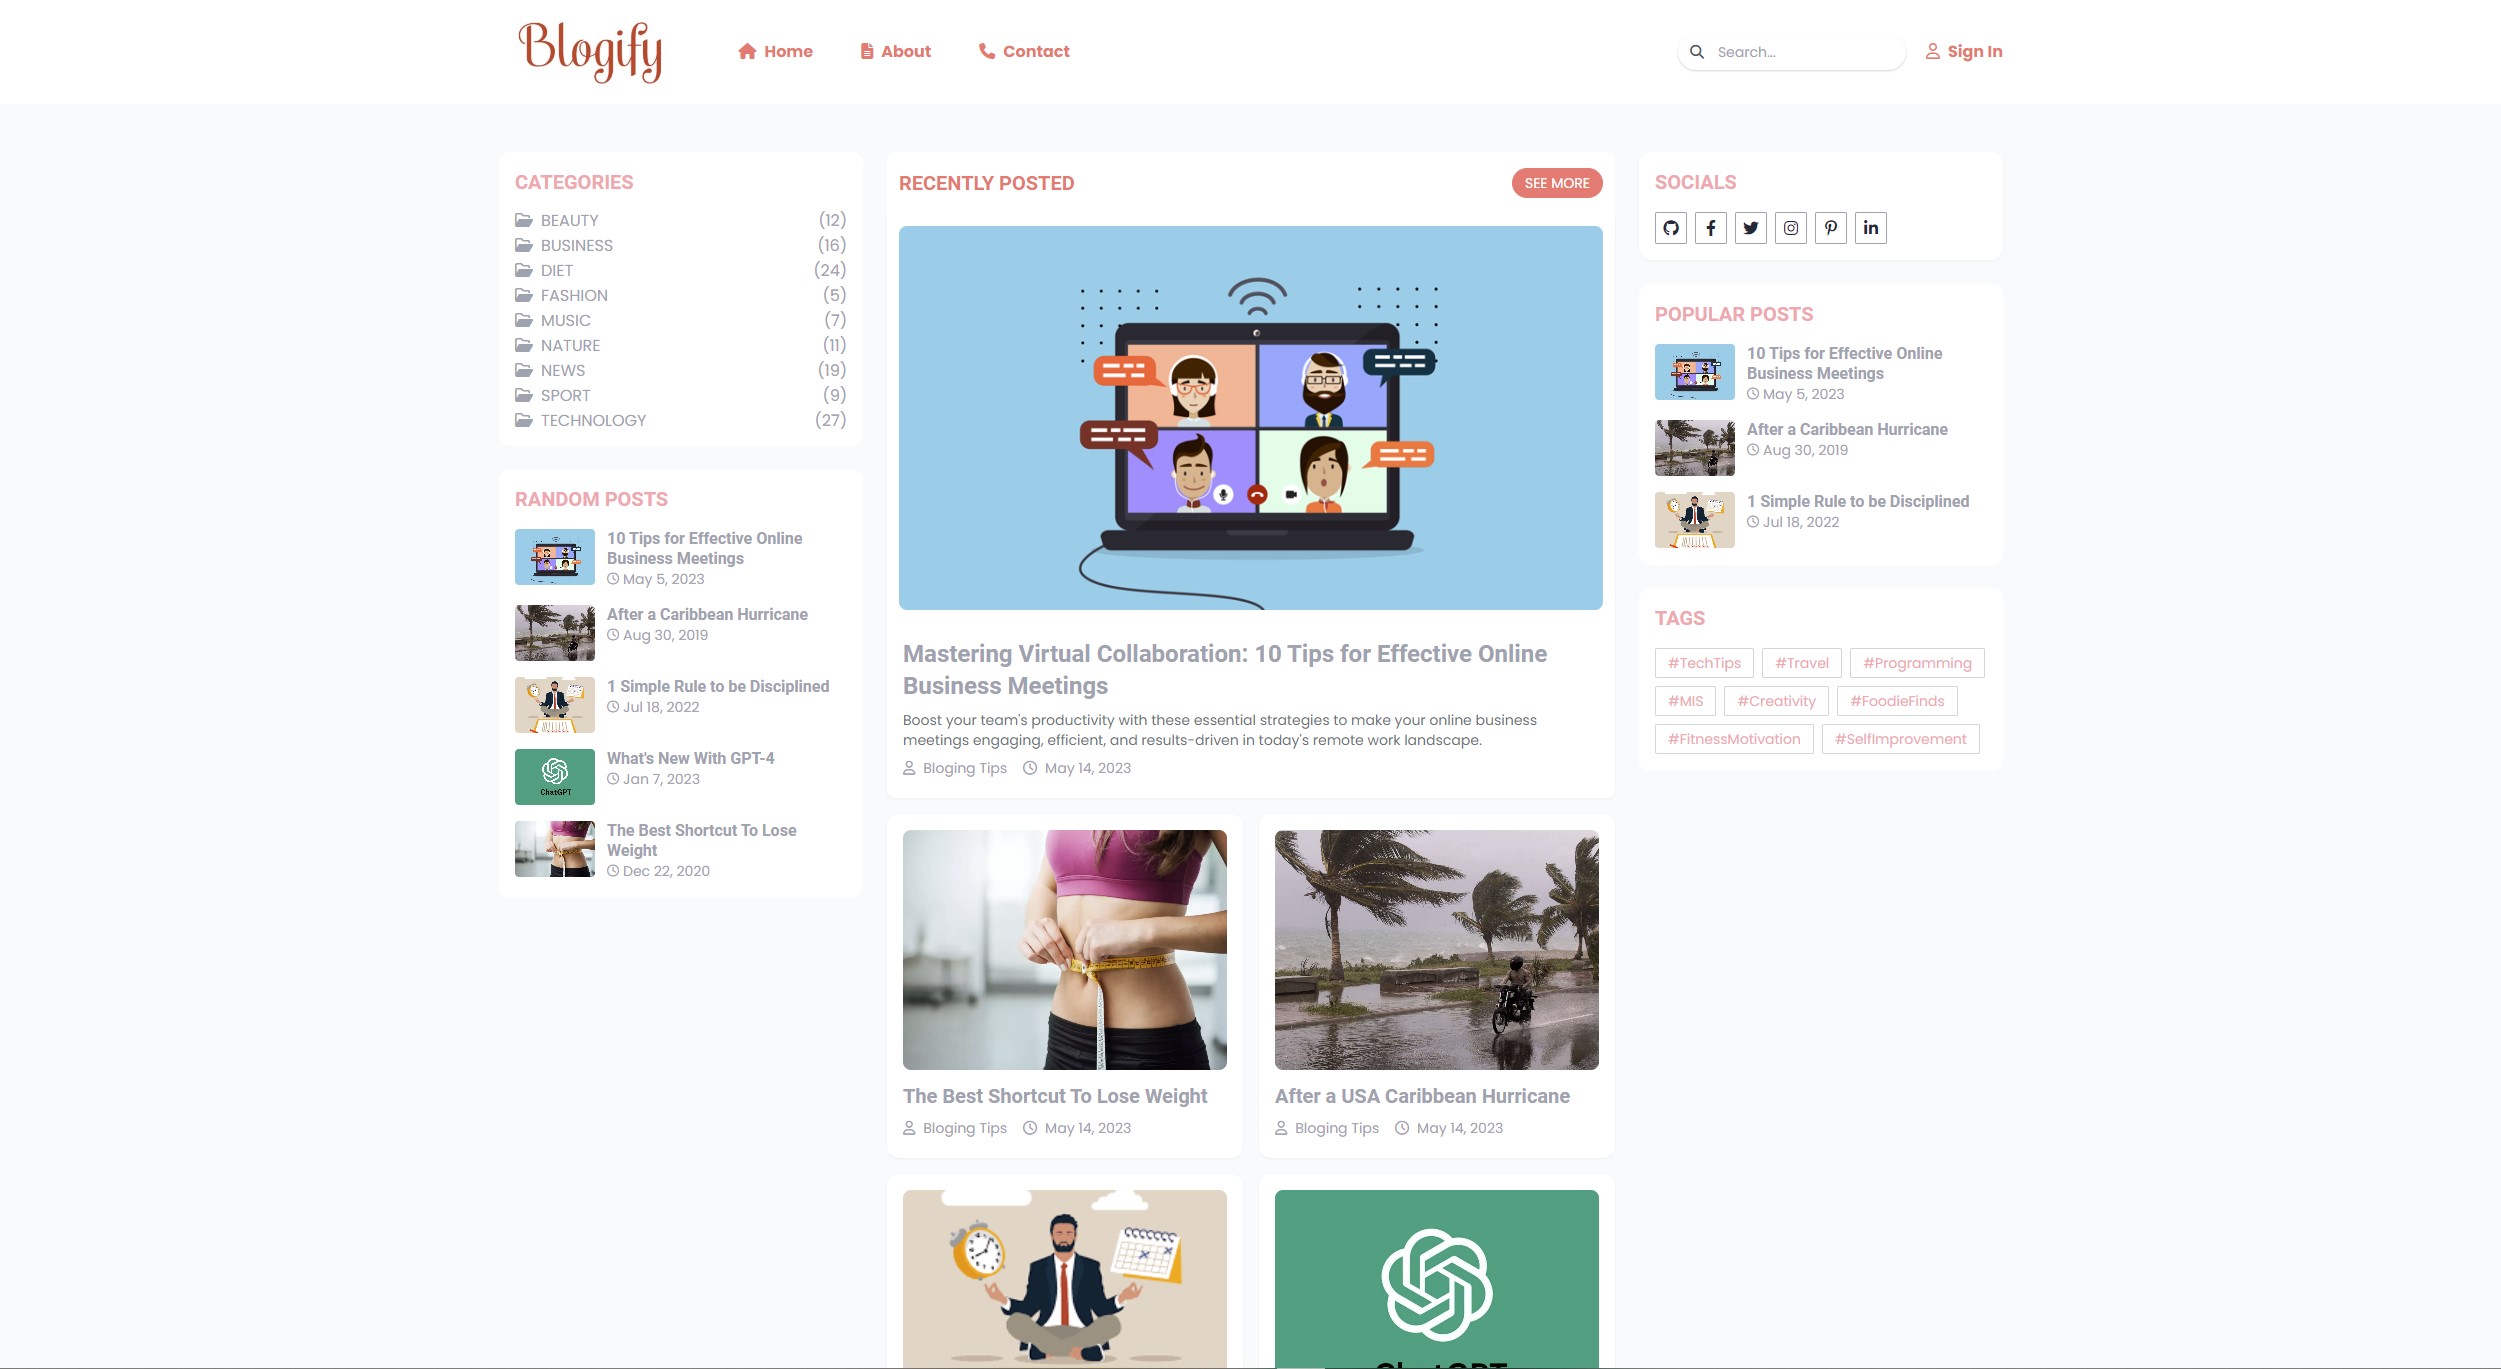 Blogify
Home
About
Contact
Search...
Sign In
CATEGORIES
BEAUTY (12)
BUSINESS (16)
DIET (24)
FASHION (5)
MUSIC (7)
NATURE (11)
NEWS (19)
SPORT (9)
TECHNOLOGY (27)
RANDOM POSTS
10 Tips for Effective Online
Business Meetings
May 5, 2023
After a Caribbean Hurricane
Aug 30, 2019
1 Simple Rule to be Disciplined
Jul 18, 2022
ChatGPT
What's New With GPT-4
Jan 7, 2023
The Best Shortcut To Lose
Weight
Dec 22, 2020
RECENTLY POSTED
SEE MORE
Mastering Virtual Collaboration: 10 Tips for Effective Online
Business Meetings
Boost your team's productivity with these essential strategies to make your online business
meetings engaging, efficient, and results-driven in today's remote work landscape.
Bloging Tips May 14, 2023
The Best Shortcut To Lose Weight
Bloging Tips May 14, 2023
After a USA Caribbean Hurricane
Bloging Tips May 14, 2023
ChatGPT
SOCIALS
POPULAR POSTS
10 Tips for Effective Online
Business Meetings
May 5, 2023
After a Caribbean Hurricane
Aug 30, 2019
1 Simple Rule to be Disciplined
Jul 18, 2022
TAGS
#TechTips #Travel #Programming
#MIS #Creativity #FoodieFinds
#FitnessMotivation #SelfImprovement